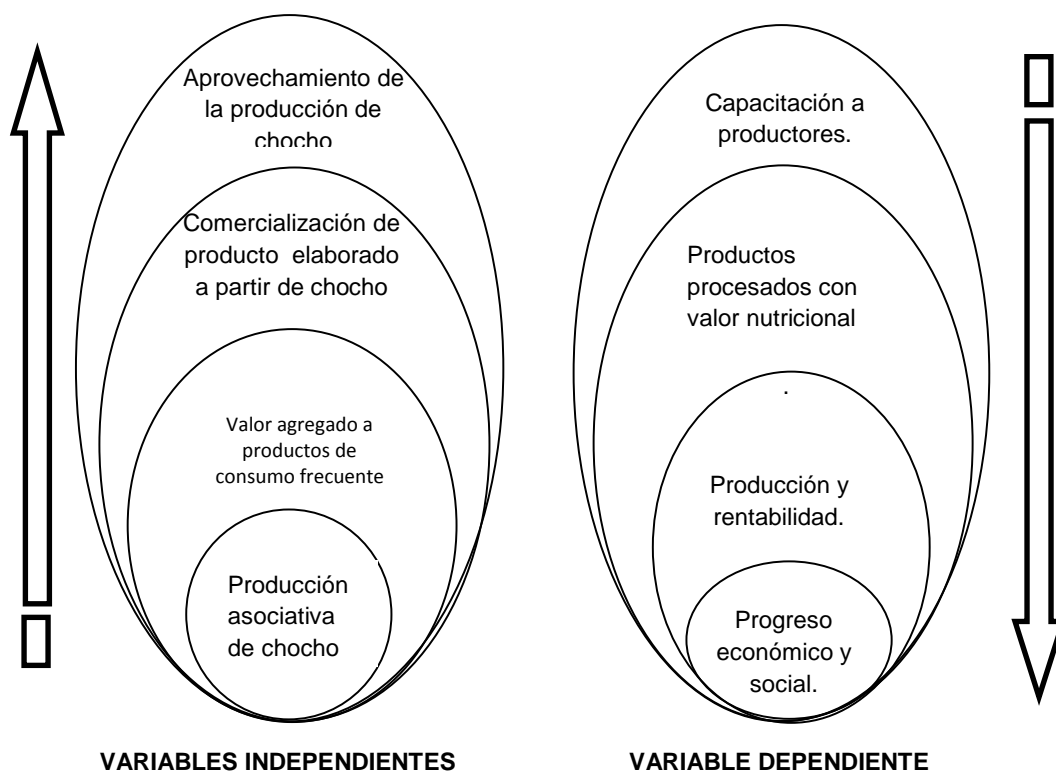 Aprovechamiento de
la producción de
chocho
Comercialización de
producto elaborado
a partir de chocho
Valor agregado a
productos de
consumo frecuente
Producción
asociativa
de chocho
VARIABLES INDEPENDIENTES
Capacitación a
productores.
Productos
procesados con
valor nutricional
.
Producción y
rentabilidad.
Progreso
económico y
social.
VARIABLE DEPENDIENTE